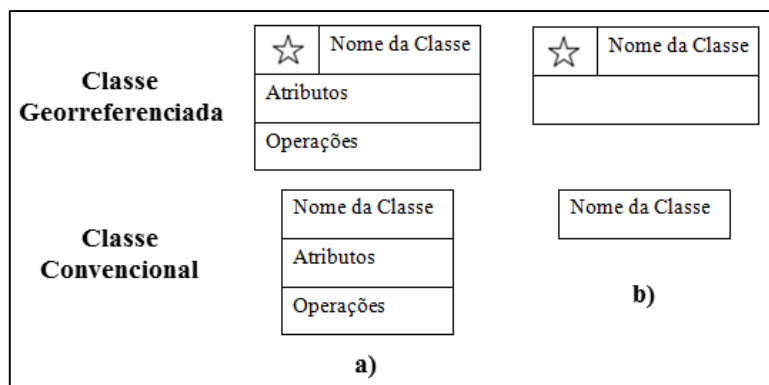 Classe
Georreferenciada
Nome da Classe
Atributos
Operações
Nome da Classe
Classe
Convencional
Nome da Classe
Atributos
Operações
Nome da Classe
a)
b)